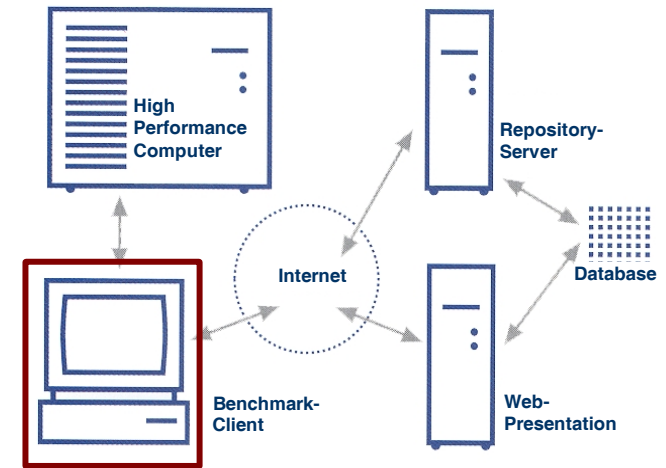 High
Performance
Computer
Repository-
Server
Internet
Database
Benchmark-
Client
Web-
Presentation